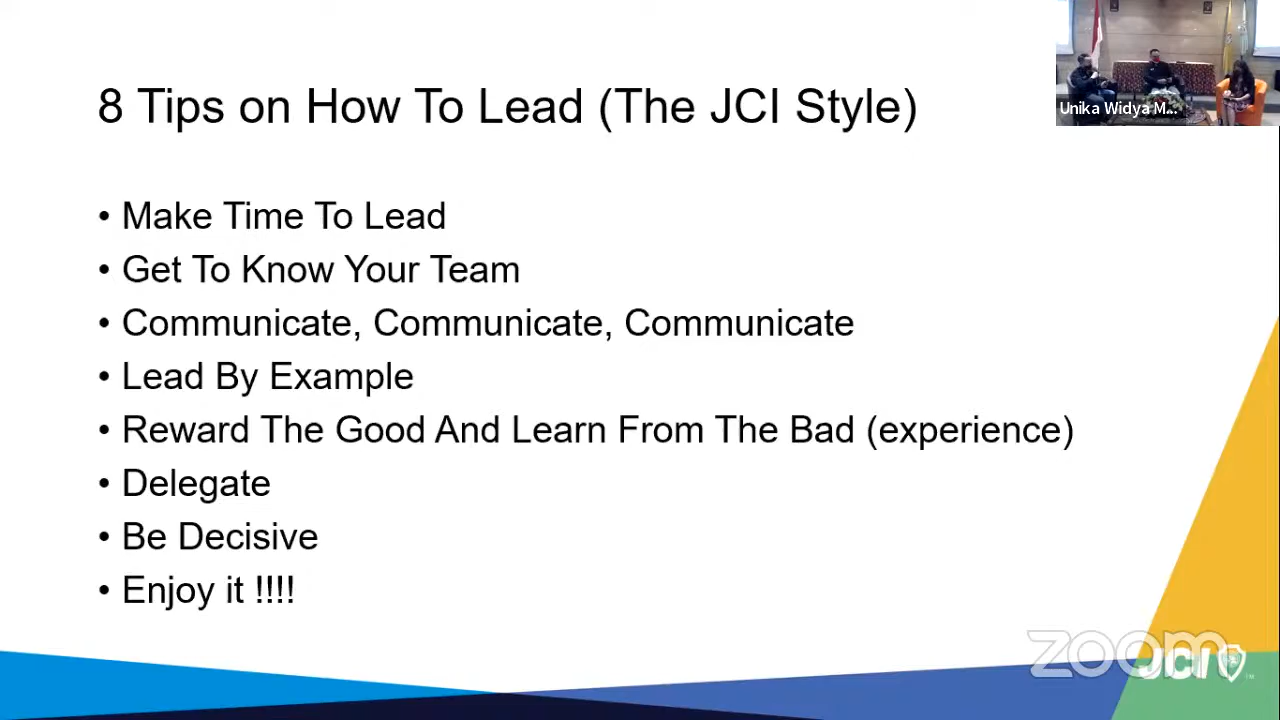 8 Tips on How To Lead (The JCI Style)
Unika Widya M...
• Make Time To Lead
• Get To Know Your Team
• Communicate, Communicate, Communicate
• Lead By Example
• Reward The Good And Learn From The Bad (experience)
• Delegate
• Be Decisive
• Enjoy it !!!!
zoom
JCI
TM